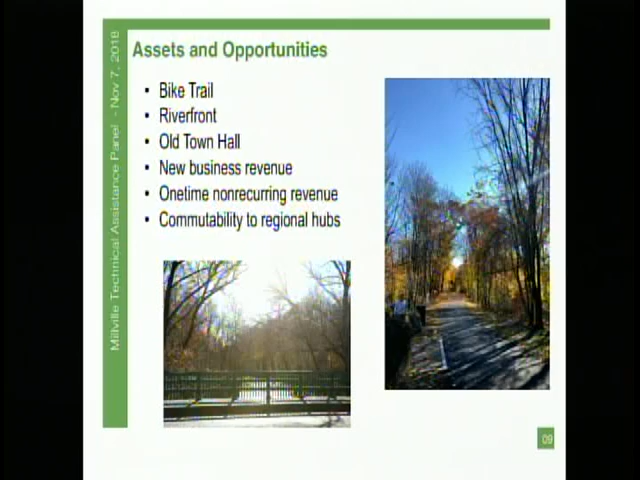 Millville Technical Assistance Panel - Nov 7, 2018
Assets and Opportunities
• Bike Trail
• Riverfront
• Old Town Hall
• New business revenue
• Onetime nonrecurring revenue
• Commutability to regional hubs
09